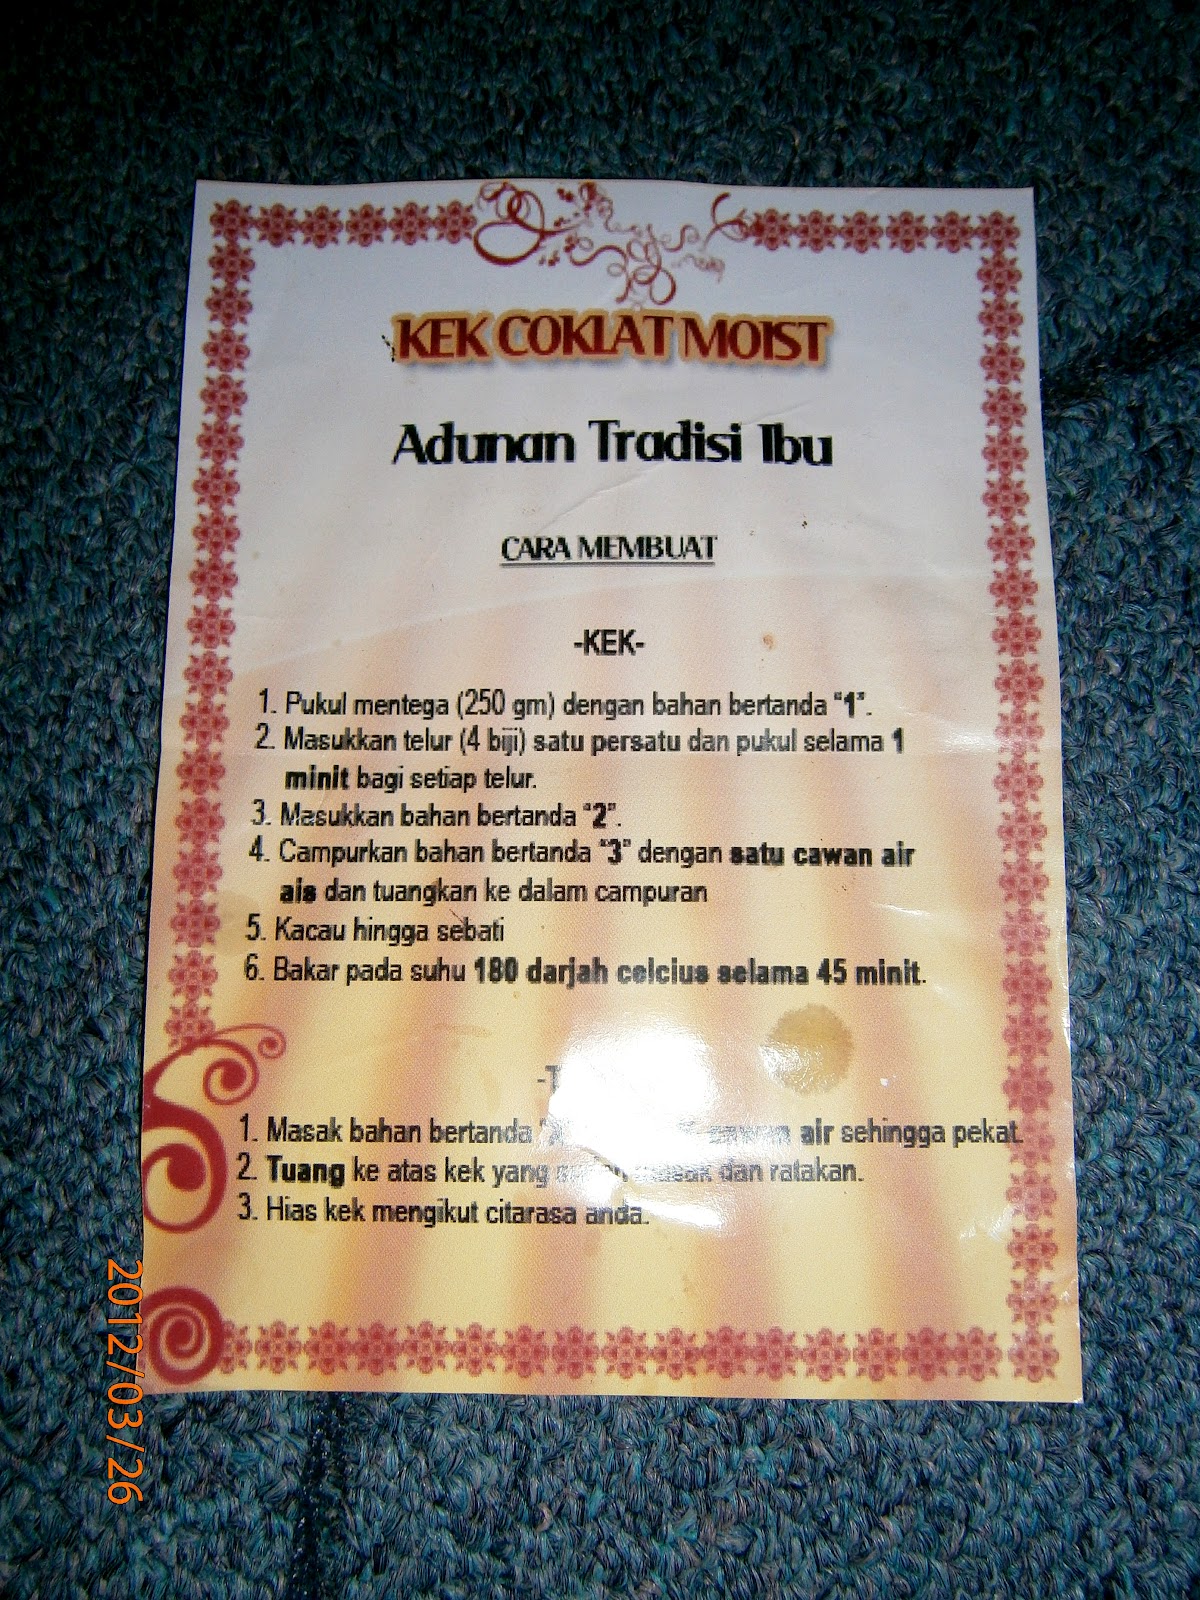 KEK COKLAT MOIST
Adunan Tradisi Ibu
CARA MEMBUAT
-KEK-
1. Pukul mentega (250 gm) dengan bahan bertanda “1”.
2. Masukkan telur (4 biji) satu persatu dan pukul selama 1
minit bagi setiap telur.
3. Masukkan bahan bertanda “2”.
4. Campurkan bahan bertanda “3” dengan satu cawan air
ais dan tuangkan ke dalam campuran
5. Kacau hingga sebati
6. Bakar pada suhu 180 darjah celcius selama 45 minit.
1. Masak bahan bertanda cawan air sehingga pekat.
2. Tuang ke atas kek yang masak dan ratakan.
3. Hias kek mengikut citarasa anda.
2012/03/26